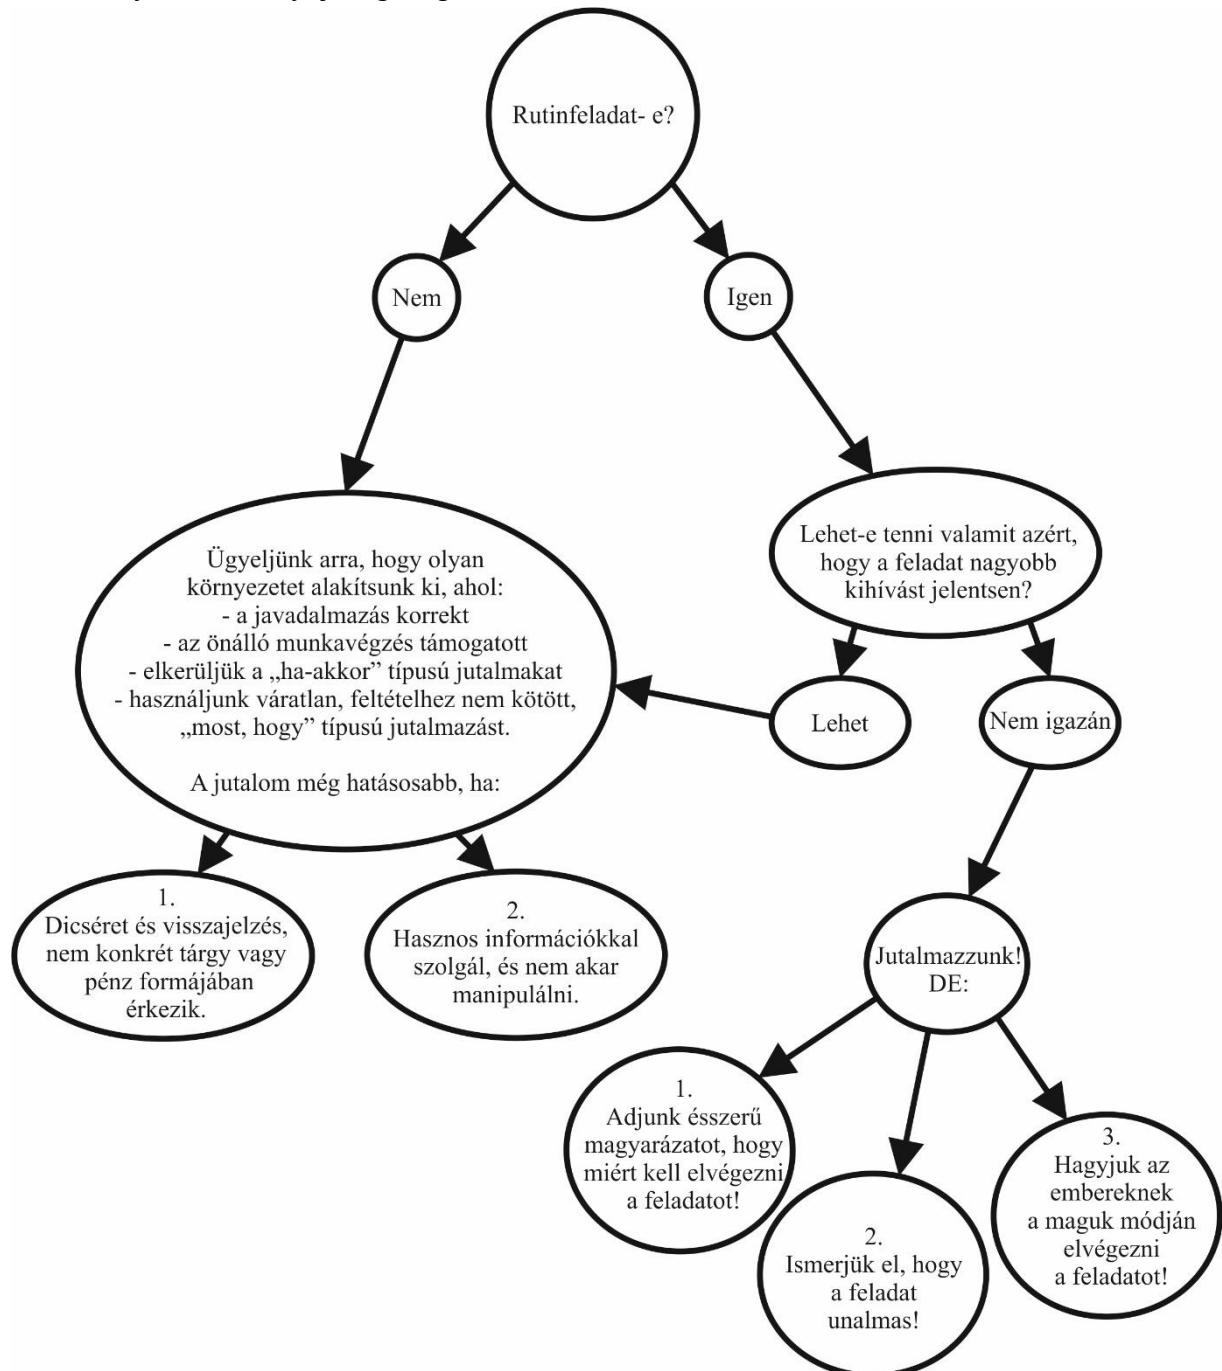 Rutinfeladat- e?
Nem
Igen
Ügyeljünk arra, hogy olyan
környezetet alakítsunk ki, ahol:
- a javadalmazás korrekt
- az önálló munkavégzés támogatott
- elkerüljük a „ha-akkor” típusú jutalmakat
- használjunk váratlan, feltételhez nem kötött,
„most, hogy” típusú jutalmazást.
A jutalom még hatásosabb, ha:
Lehet-e tenni valamit azért,
hogy a feladat nagyobb
kihívást jelentsen?
Lehet
Nem igazán
1.
Dicséret és visszajelzés,
nem konkrét tárgy vagy
pénz formájában
érkezik.
2.
Hasznos információkkal
szolgál, és nem akar
manipulálni.
Jutalmazzunk!
DE:
1.
Adjunk ésszerű
magyarázatot, hogy
miért kell elvégezni
a feladatot!
2.
Ismerjük el, hogy
a feladat
unalmas!
3.
Hagyjuk az
embereknek
a maguk módján
elvégezni
a feladatot!